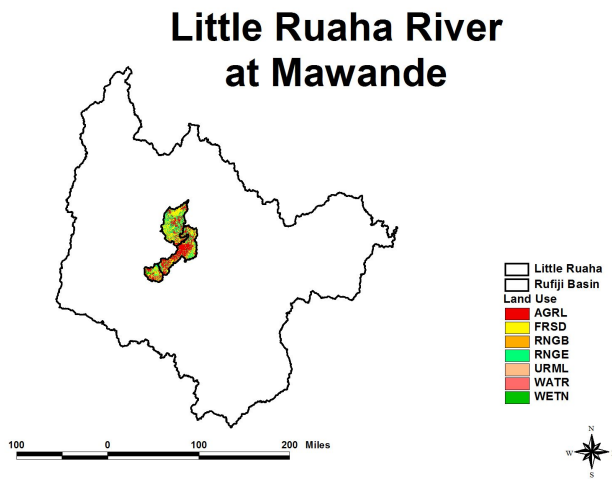 Little Ruaha River
at Mawande
Little Ruaha
Rufiji Basin
Land Use
AGRL
FRSD
RNGB
RNGE
URML
WATR
WETN
100 0 100 200 Miles
N
W E
S